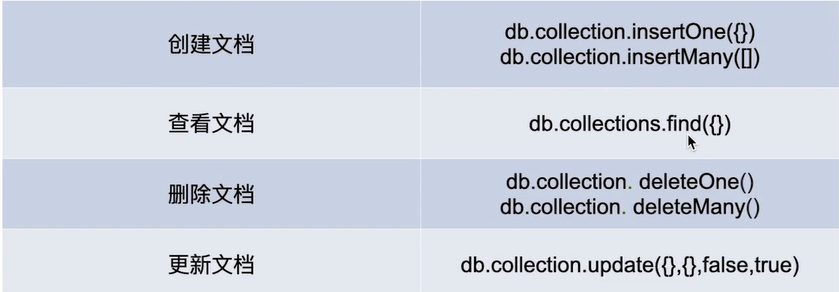 创建文档
db.collection.insertOne({})
db.collection.insertMany([])
查看文档
db.collections.find({})
删除文档
db.collection. deleteOne()
db.collection. deleteMany()
更新文档
db.collection.update({},{},false,true)